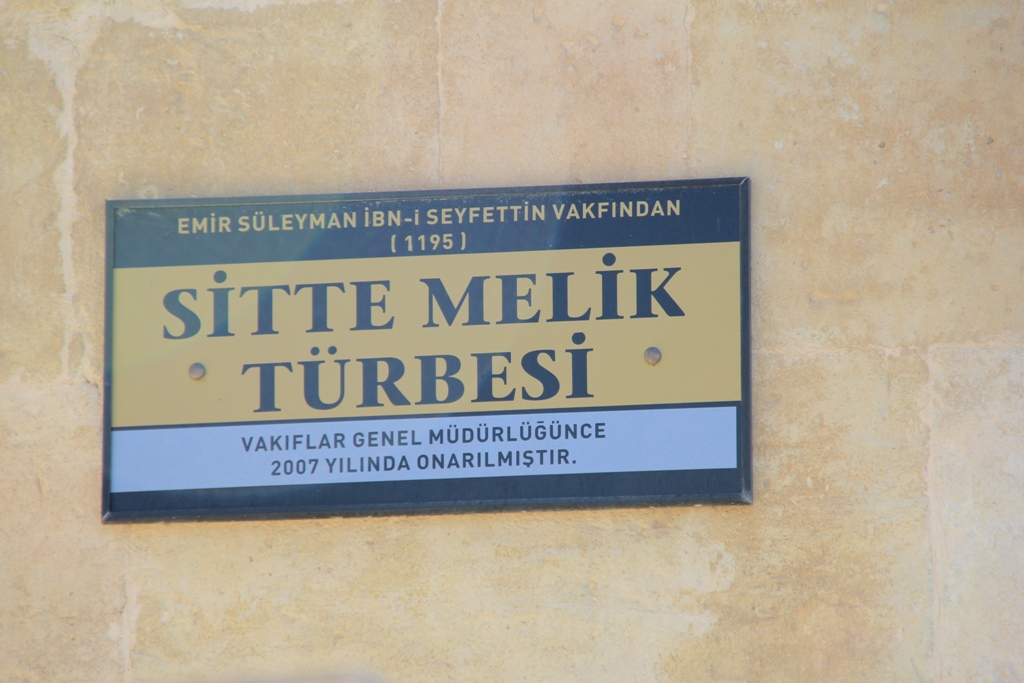 EMİR SÜLEYMAN İBN-i SEYFETTİN VAKFINDAN
( 1195 )
SİTTE MELİK
TÜRBESİ
VAKIFLAR GENEL MÜDÜRLÜĞÜNCE
2007 YILINDA ONARILMIŞTIR.